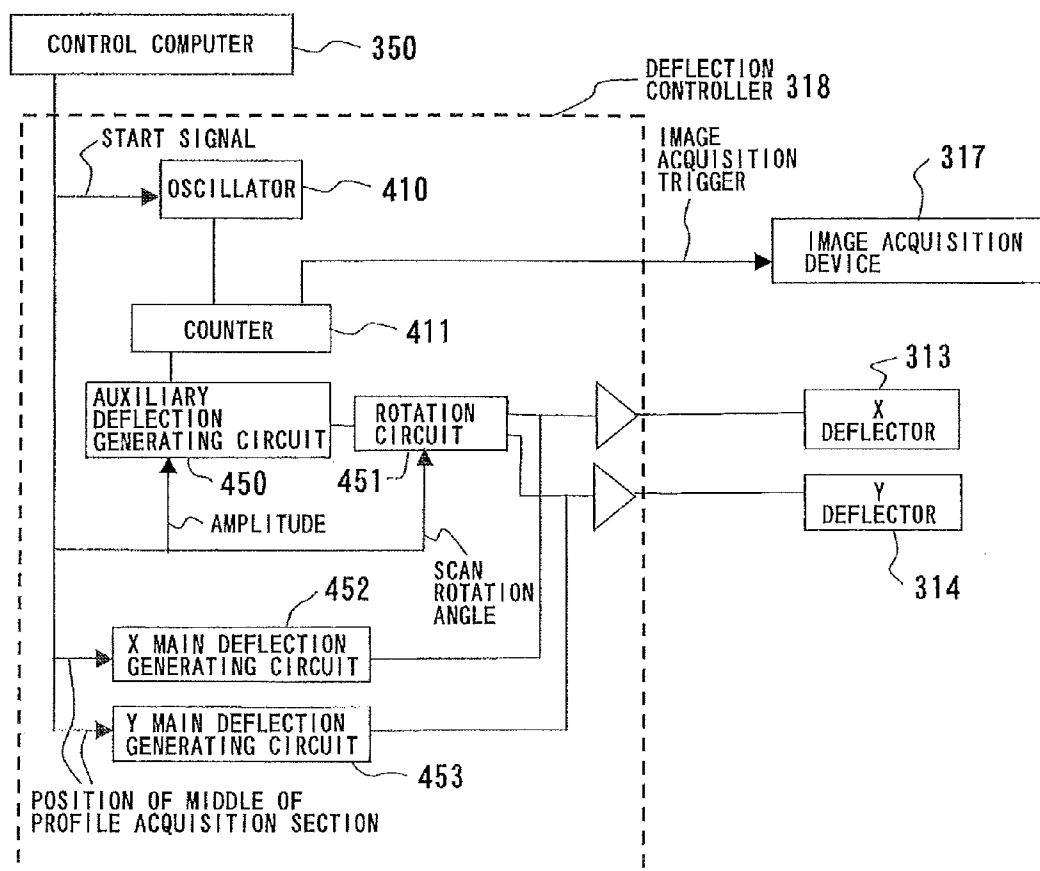 CONTROL COMPUTER
350
DEFLECTION
CONTROLLER 318
START SIGNAL
IMAGE
ACQUISITION
TRIGGER
317
OSCILLATOR
410
IMAGE ACQUISITION
DEVICE
COUNTER
411
313
AUXILIARY
DEFLECTION
GENERATING CIRCUIT
ROTATION
CIRCUIT
X
DEFLECTOR
450
451
AMPLITUDE
Y
DEFLECTOR
SCAN
ROTATION
ANGLE
314
452
X MAIN DEFLECTION
GENERATING CIRCUIT
Y MAIN DEFLECTION
GENERATING CIRCUIT
453
POSITION OF MIDDLE OF
PROFILE ACQUISITION SECTION